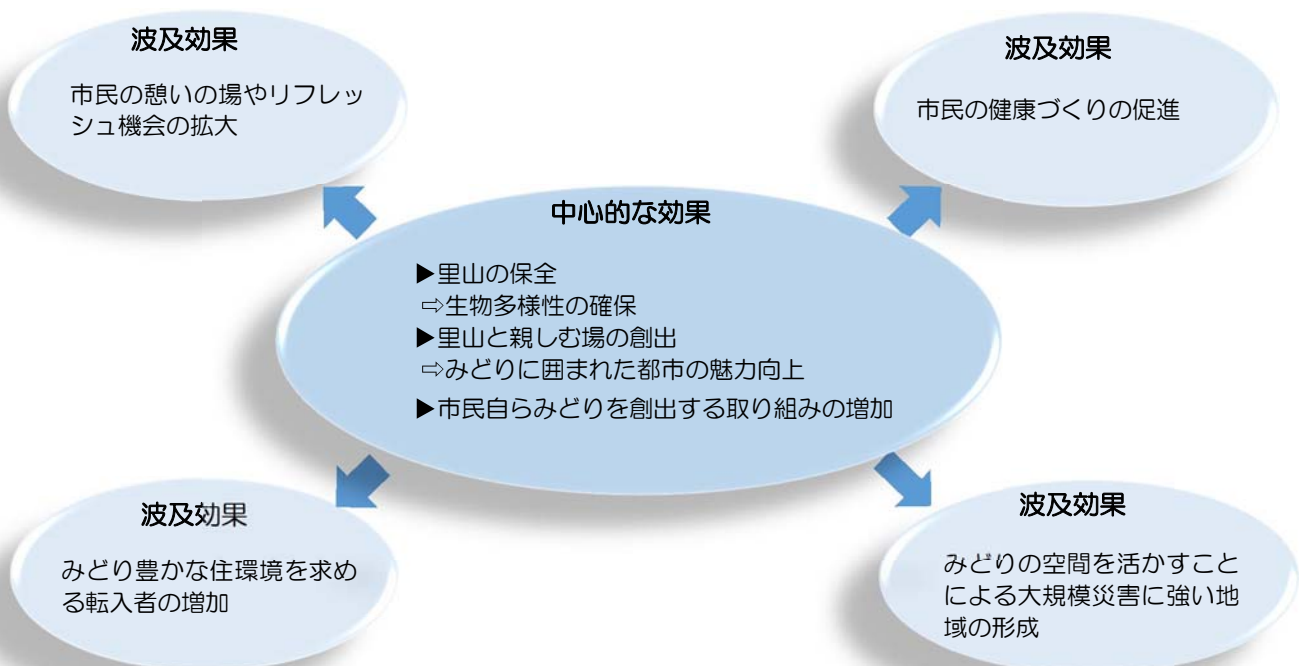 波及効果
市民の憩いの場やリフレッ
シュ機会の拡大
波及効果
市民の健康づくりの促進
中心的な効果
▶里山の保全
⇨生物多様性の確保
▶里山と親しむ場の創出
⇨みどりに囲まれた都市の魅力向上
▶市民自らみどりを創出する取り組みの増加
波及効果
みどり豊かな住環境を求め
る転入者の増加
波及効果
みどりの空間を活かすこと
による大規模災害に強い地
域の形成